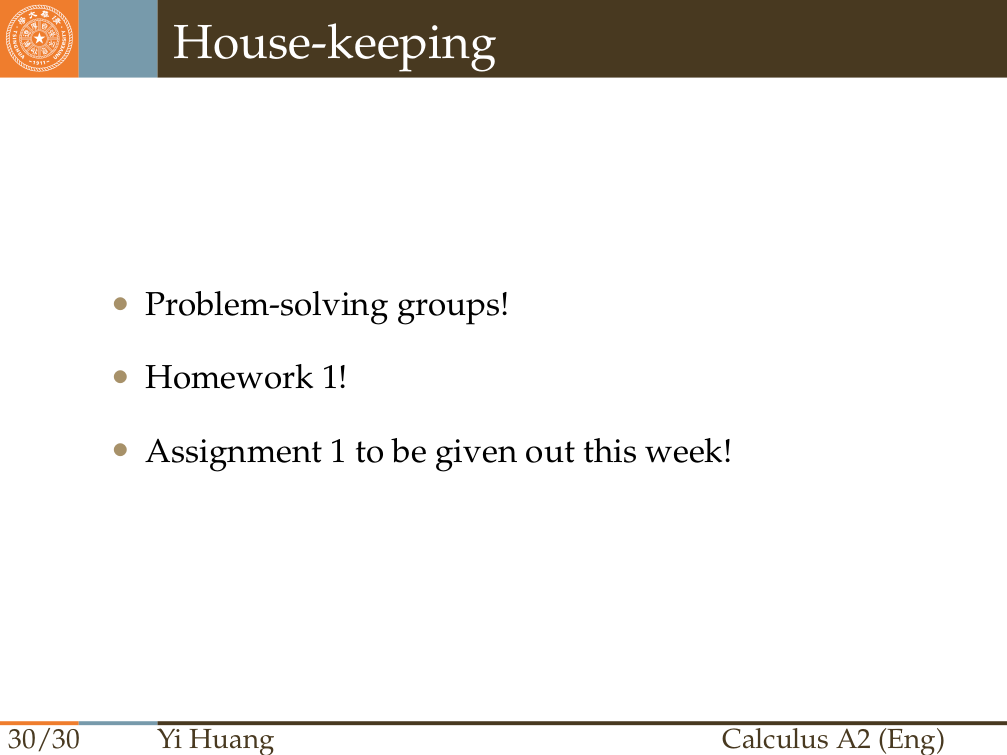 House-keeping
Problem-solving groups!
Homework 1!
Assignment 1 to be given out this week!
30/30 Yi Huang Calculus A2 (Eng)